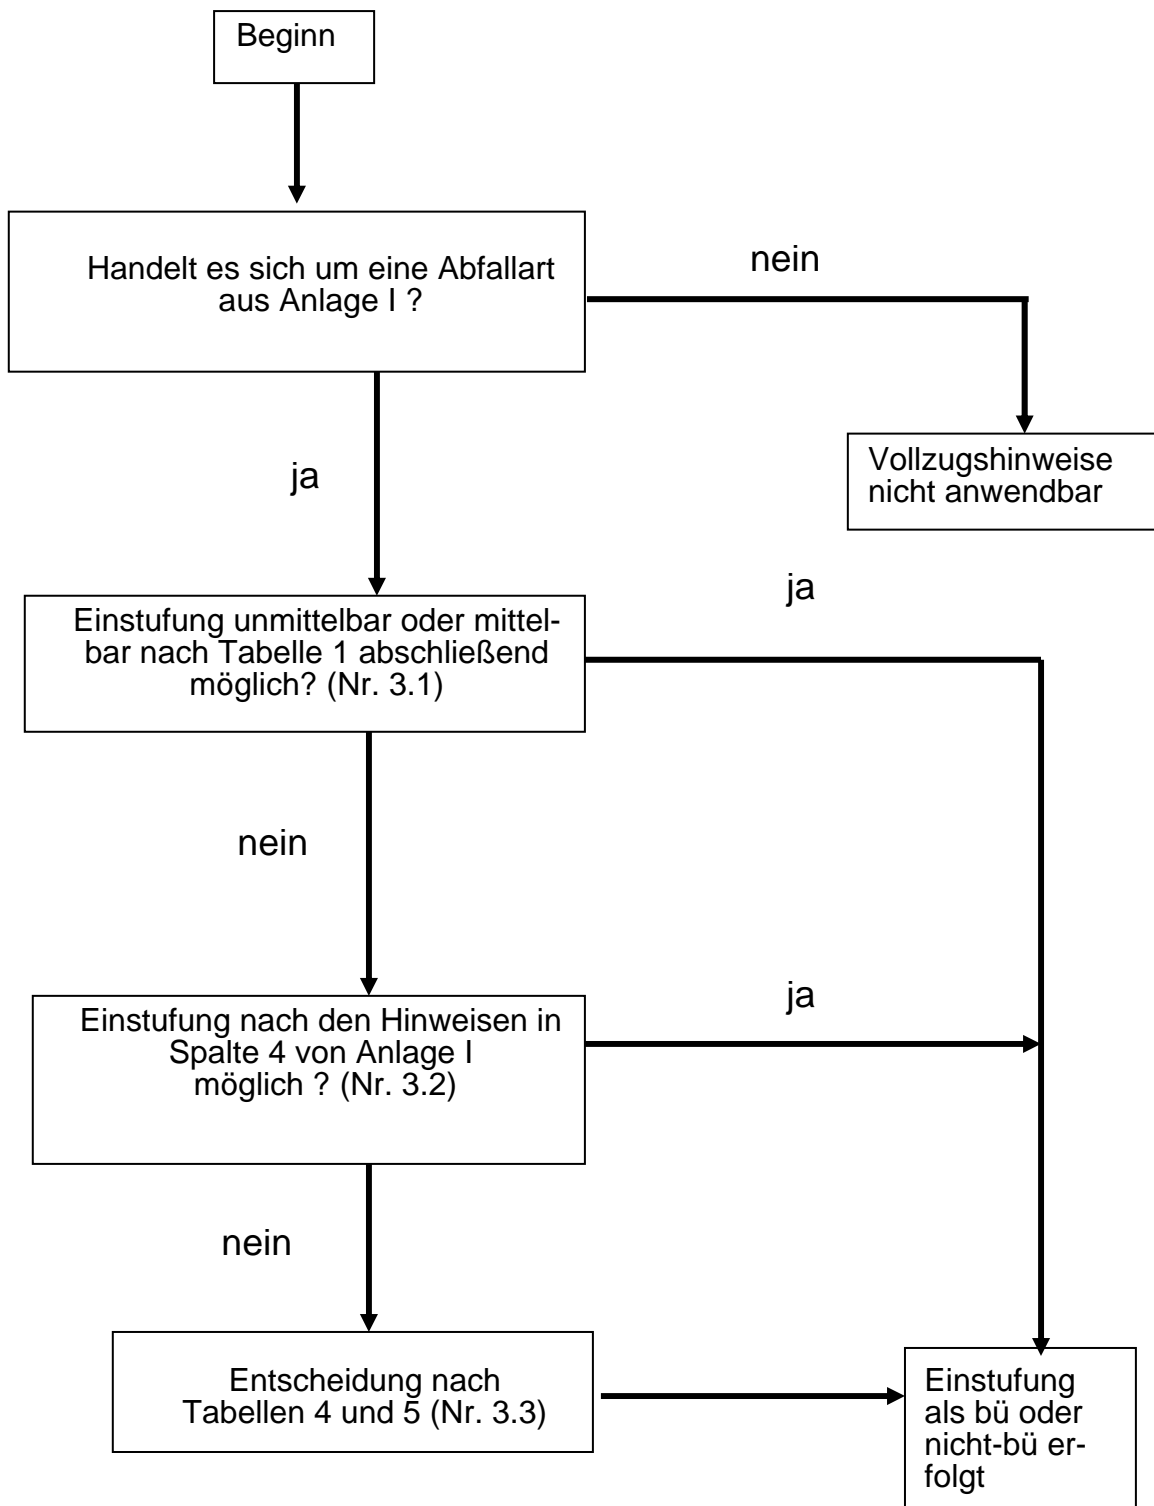 Beginn
Handelt es sich um eine Abfallart
aus Anlage I ?
nein
Vollzugshinweise
nicht anwendbar
ja
ja
Einstufung unmittelbar oder mittel-
bar nach Tabelle 1 abschließend
möglich? (Nr. 3.1)
nein
ja
Einstufung nach den Hinweisen in
Spalte 4 von Anlage I
möglich ? (Nr. 3.2)
nein
Entscheidung nach
Tabellen 4 und 5 (Nr. 3.3)
Einstufung
als bü oder
nicht-bü er-
folgt